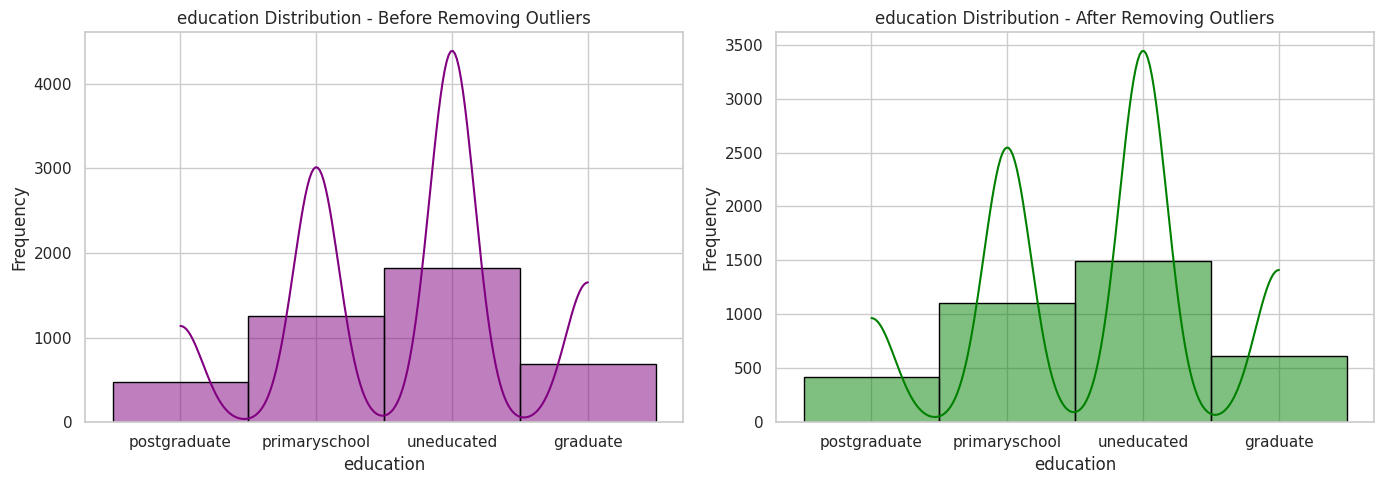 education Distribution - Before Removing Outliers
Frequency
4000
3000
2000
1000
0
postgraduate primaryschool uneducated graduate
education
education Distribution - After Removing Outliers
Frequency
3500
3000
2500
2000
1500
1000
500
0
postgraduate primaryschool uneducated graduate
education